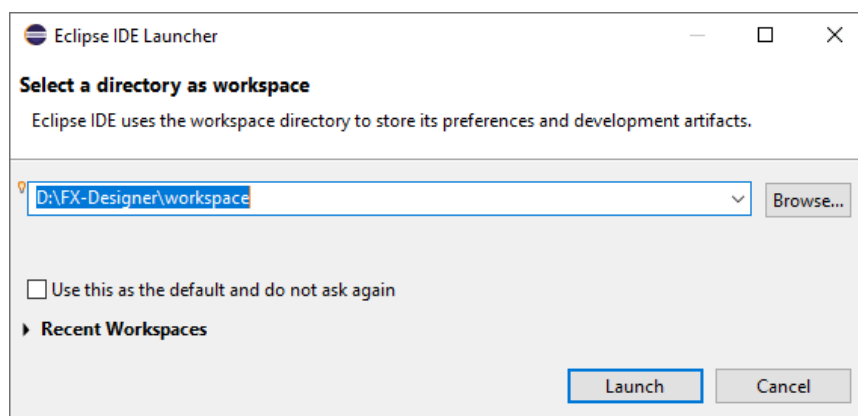 Eclipse IDE Launcher
Select a directory as workspace
Eclipse IDE uses the workspace directory to store its preferences and development artifacts.
D:\FX-Designer\workspace
Browse...
Use this as the default and do not ask again
Recent Workspaces
Launch
Cancel